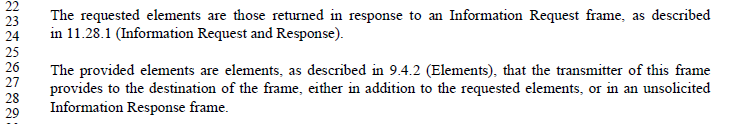 22
23 The requested elements are those returned in response to an Information Request frame, as described
24 in 11.28.1 (Information Request and Response).
25
26 The provided elements are elements, as described in 9.4.2 (Elements), that the transmitter of this frame
27 provides to the destination of the frame, either in addition to the requested elements, or in an unsolicited
28
29 Information Response frame.